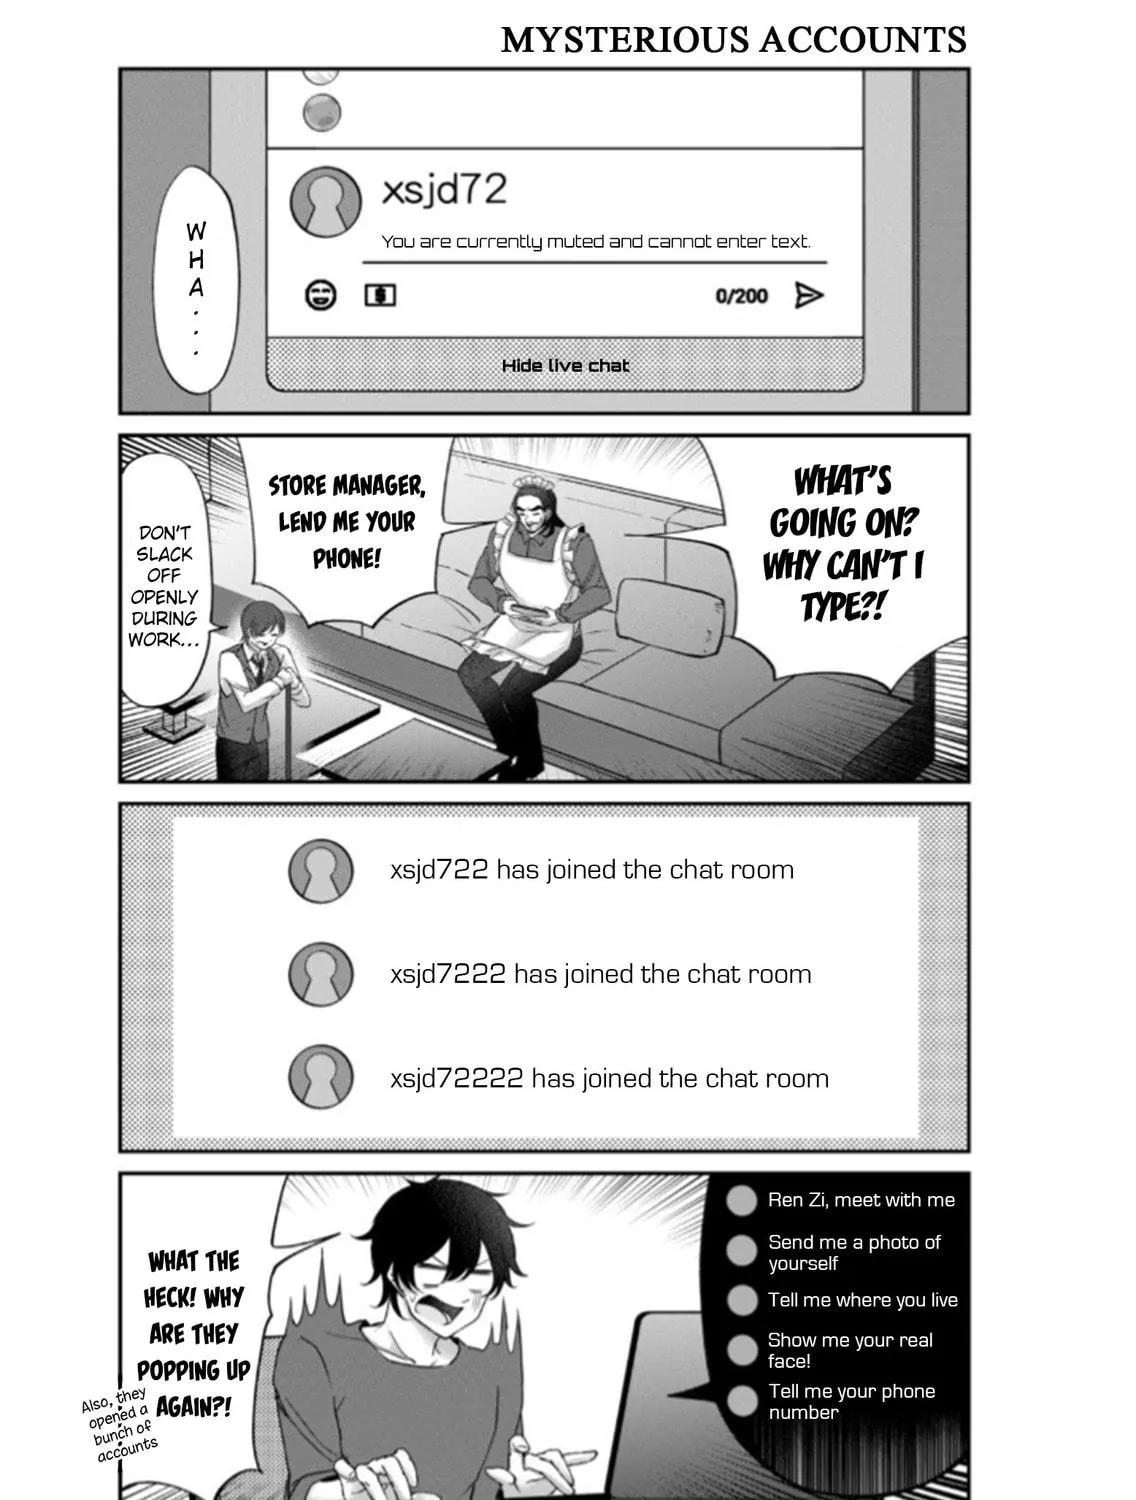 MYSTERIOUS ACCOUNTS
xsjd72
You are currently muted and cannot enter text.
0/200
Hide live chat
W
H
A
.
.
.
WHAT'S
GOING ON?
WHY CAN'T I
TYPE?!
STORE MANAGER,
LEND ME YOUR
PHONE!
DON'T
SLACK
OFF
OPENLY
DURING
WORK...
xsjd722 has joined the chat room
xsjd7222 has joined the chat room
xsjd72222 has joined the chat room
Ren Zi, meet with me
Send me a photo of
yourself
Tell me where you live
Show me your real
face!
Tell me your phone
number
WHAT THE
HECK! WHY
ARE THEY
POPPING UP
AGAIN?!
Also, they
opened a
bunch of
accounts